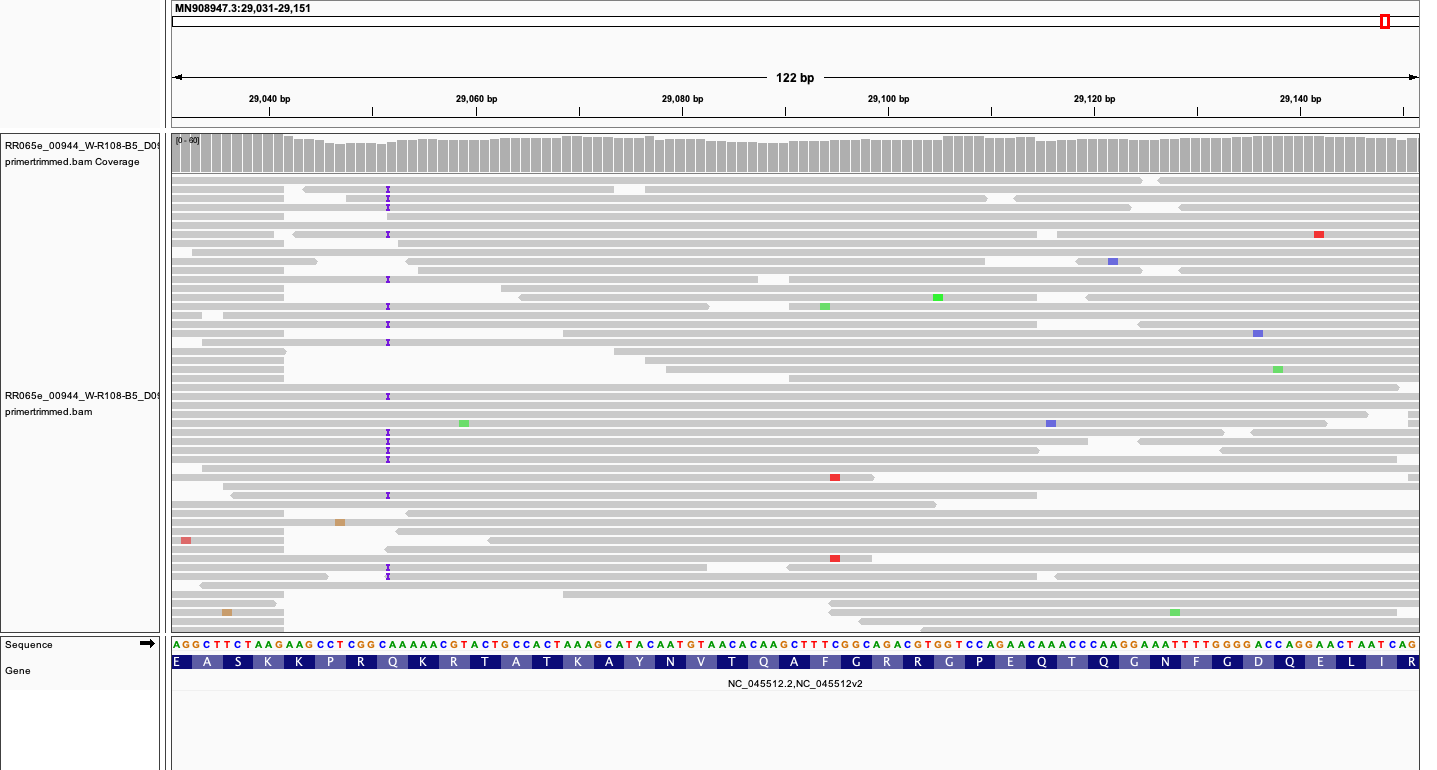 MN908947.3:29,031-29,151
122 bp
29,040 bp 29,060 bp 29,080 bp 29,100 bp 29,120 bp 29,140 bp
RR065e_00944_W-R108-B5_D09
primertrimmed.bam Coverage
[0 - 60]
RR065e_00944_W-R108-B5_D09
primertrimmed.bam
Sequence
AGGCTTCTAAGAAGCCTCGGCAAAAACGTACTGCCACTAAAGCATACAATGTAACACAAGCTTTCGGCAGACGTGGTCCAGAACAAACCCAAGGAAATTTTGGGGACCAGGAACTAATCAG
Gene
E A S K K P R Q K R T A T K A Y N V T Q A F G R R G P E Q T Q G N F G D Q E L I R
NC_045512.2,NC_045512v2